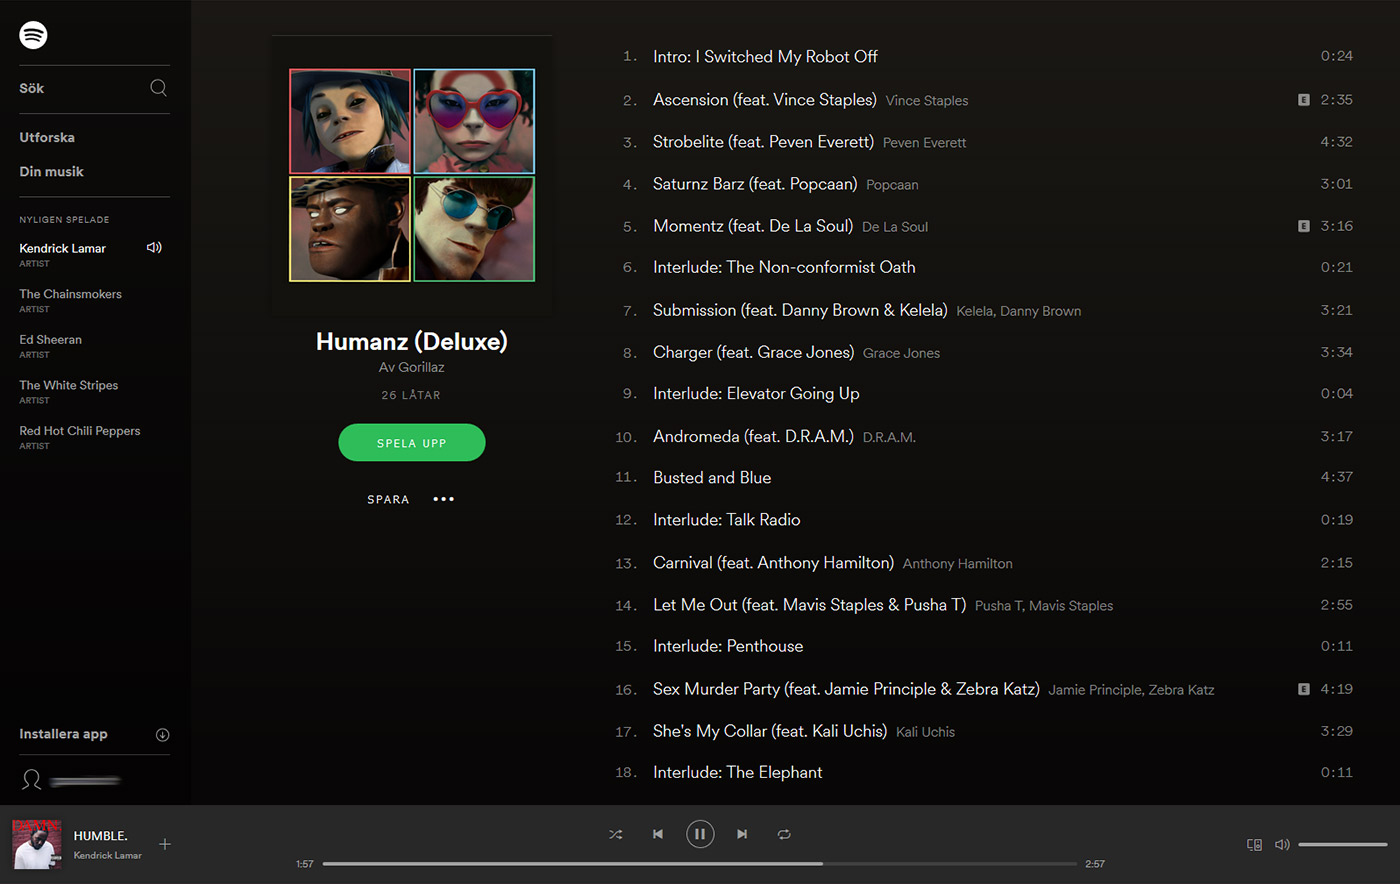 Sök
Utforska
Din musik
NYLIGEN SPELADE
Kendrick Lamar
ARTIST
The Chainsmokers
ARTIST
Ed Sheeran
ARTIST
The White Stripes
ARTIST
Red Hot Chili Peppers
ARTIST
Installera app
Humanz (Deluxe)
Av Gorillaz
26 LÅTAR
SPELA UPP
SPARA
1. Intro: I Switched My Robot Off 0:24
2. Ascension (feat. Vince Staples) Vince Staples E 2:35
3. Strobelite (feat. Peven Everett) Peven Everett 4:32
4. Saturnz Barz (feat. Popcaan) Popcaan 3:01
5. Momentz (feat. De La Soul) De La Soul E 3:16
6. Interlude: The Non-conformist Oath 0:21
7. Submission (feat. Danny Brown & Kelela) Kelela, Danny Brown 3:21
8. Charger (feat. Grace Jones) Grace Jones 3:34
9. Interlude: Elevator Going Up 0:04
10. Andromeda (feat. D.R.A.M.) D.R.A.M. 3:17
11. Busted and Blue 4:37
12. Interlude: Talk Radio 0:19
13. Carnival (feat. Anthony Hamilton) Anthony Hamilton 2:15
14. Let Me Out (feat. Mavis Staples & Pusha T) Pusha T, Mavis Staples 2:55
15. Interlude: Penthouse 0:11
16. Sex Murder Party (feat. Jamie Principle & Zebra Katz) Jamie Principle, Zebra Katz E 4:19
17. She's My Collar (feat. Kali Uchis) Kali Uchis 3:29
18. Interlude: The Elephant 0:11
DAMN.
HUMBLE.
Kendrick Lamar
1:57
2:57